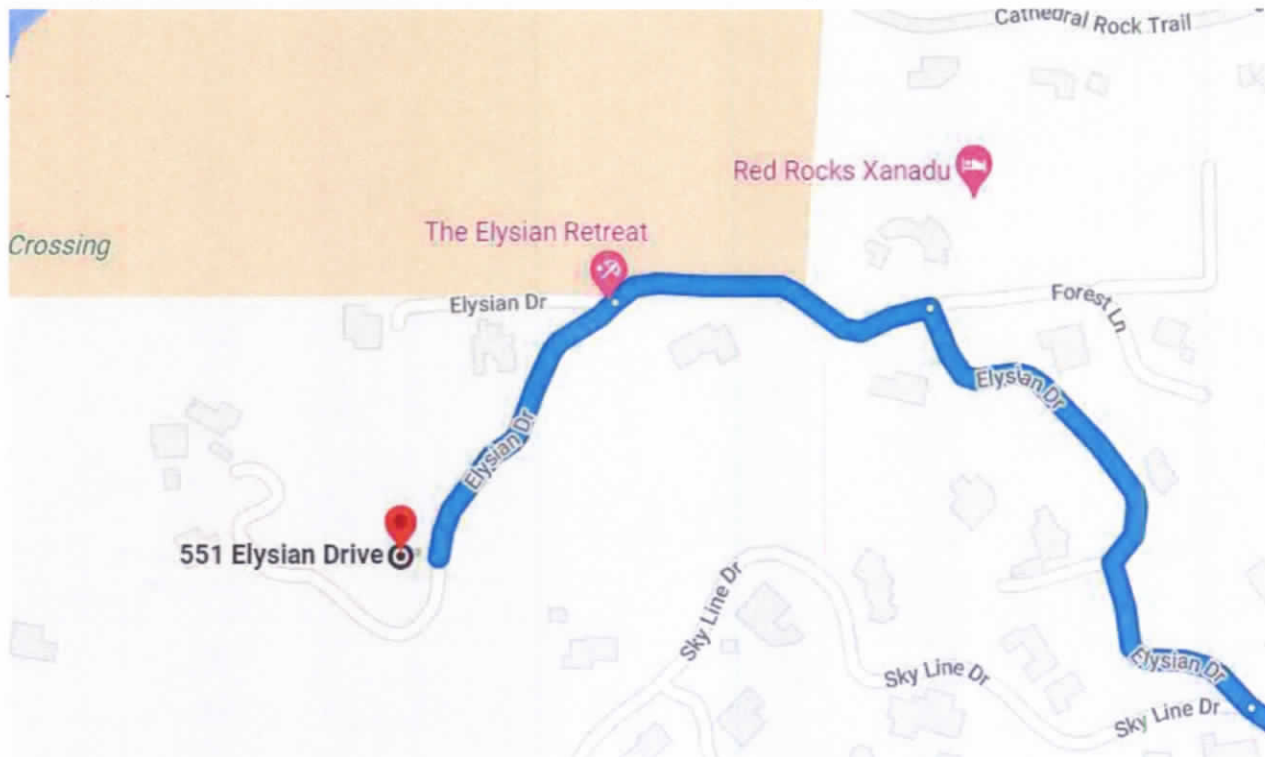 Cathedral Rock Trail
Red Rocks Xanadu
The Elysian Retreat
Crossing
Elysian Dr
Forest Ln
Elysian Dr
Elysian Dr
551 Elysian Drive
Sky Line Dr
Elysian Dr
Sky Line Dr
Sky Line Dr